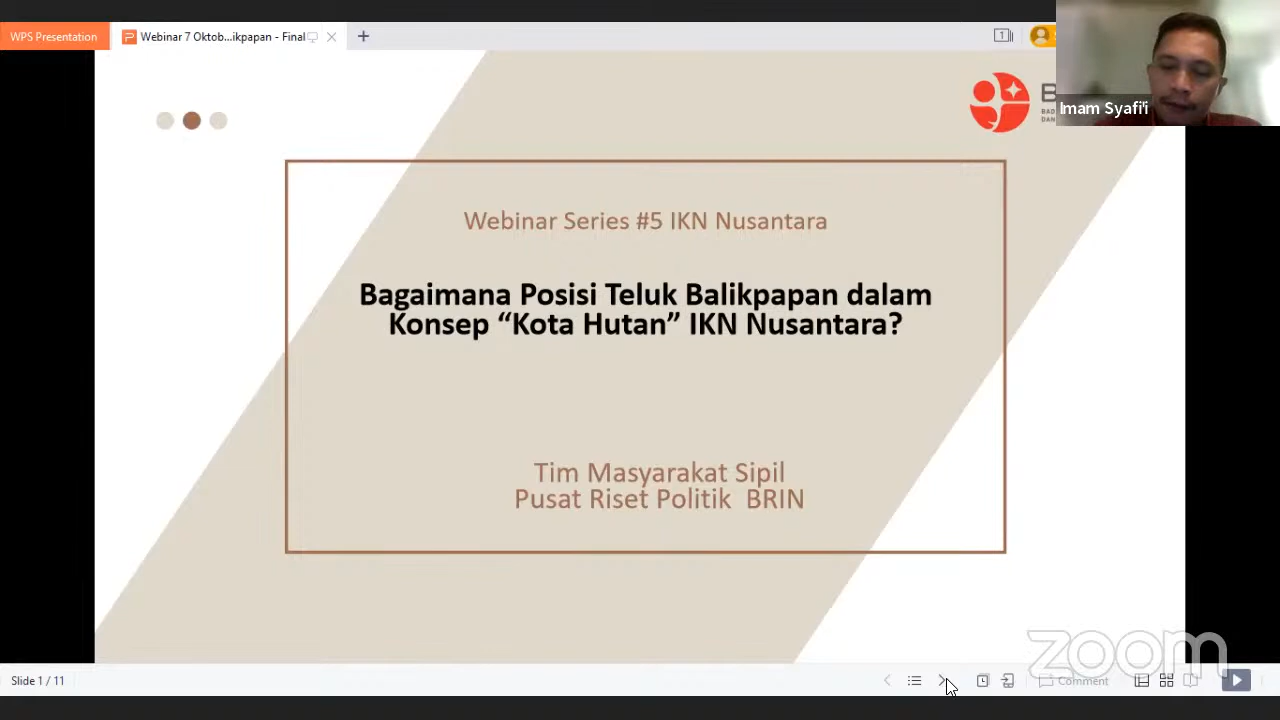 WPS Presentation
Webinar 7 Oktob...ikpapan - Final
Imam Syafi'i
Webinar Series #5 IKN Nusantara
Bagaimana Posisi Teluk Balikpapan dalam
Konsep “Kota Hutan” IKN Nusantara?
Tim Masyarakat Sipil
Pusat Riset Politik BRIN
zoom
Slide 1 / 11
Comment